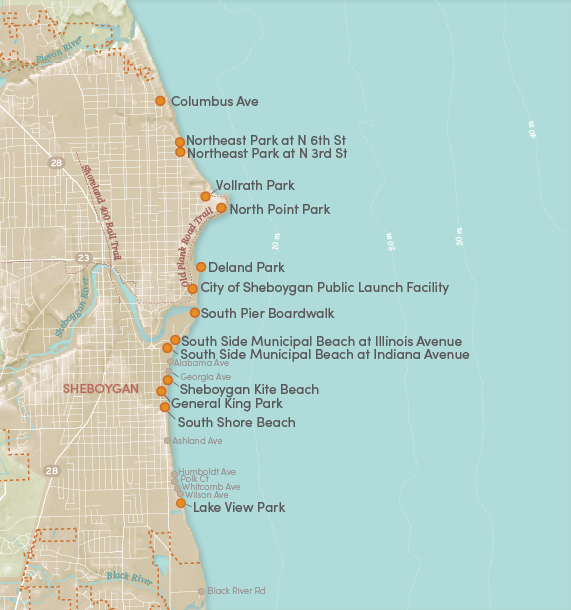 Pigeon River
Columbus Ave
Northeast Park at N 6th St
Northeast Park at N 3rd St
28
Vollrath Park
North Point Park
Shoreland 400 Rail Trail
Old Plank Road Trail
10 m
20 m
30 m
40 m
23
Deland Park
City of Sheboygan Public Launch Facility
Sheboygan River
South Pier Boardwalk
South Side Municipal Beach at Illinois Avenue
South Side Municipal Beach at Indiana Avenue
Alabama Ave
Georgia Ave
SHEBOYGAN
Sheboygan Kite Beach
General King Park
South Shore Beach
Ashland Ave
28
Humboldt Ave
Polk Ct
Whitcomb Ave
Wilson Ave
Lake View Park
Black River
Black River Rd